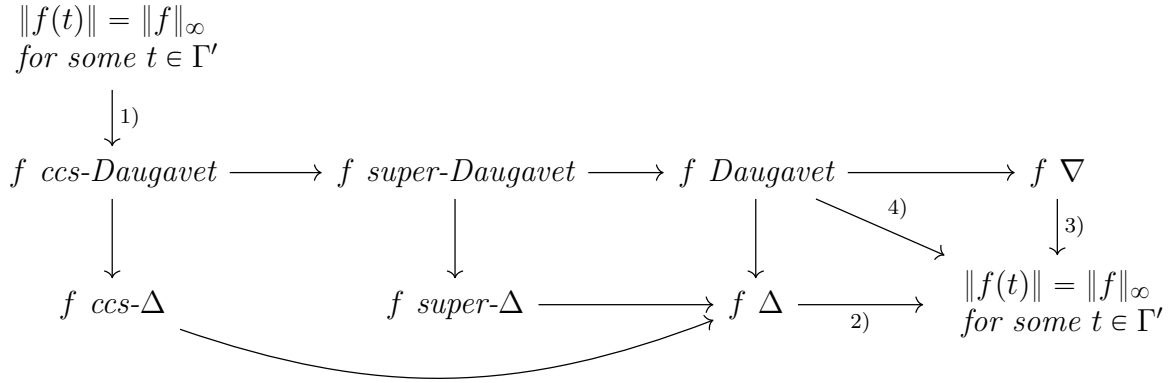 ‖f(t)‖ = ‖f‖∞
for some t ∈ Γ′
1)
f ccs-Daugavet
f super-Daugavet
f Daugavet
f ∇
4)
3)
f ccs-Δ
f super-Δ
f Δ
2)
‖f(t)‖ = ‖f‖∞
for some t ∈ Γ′